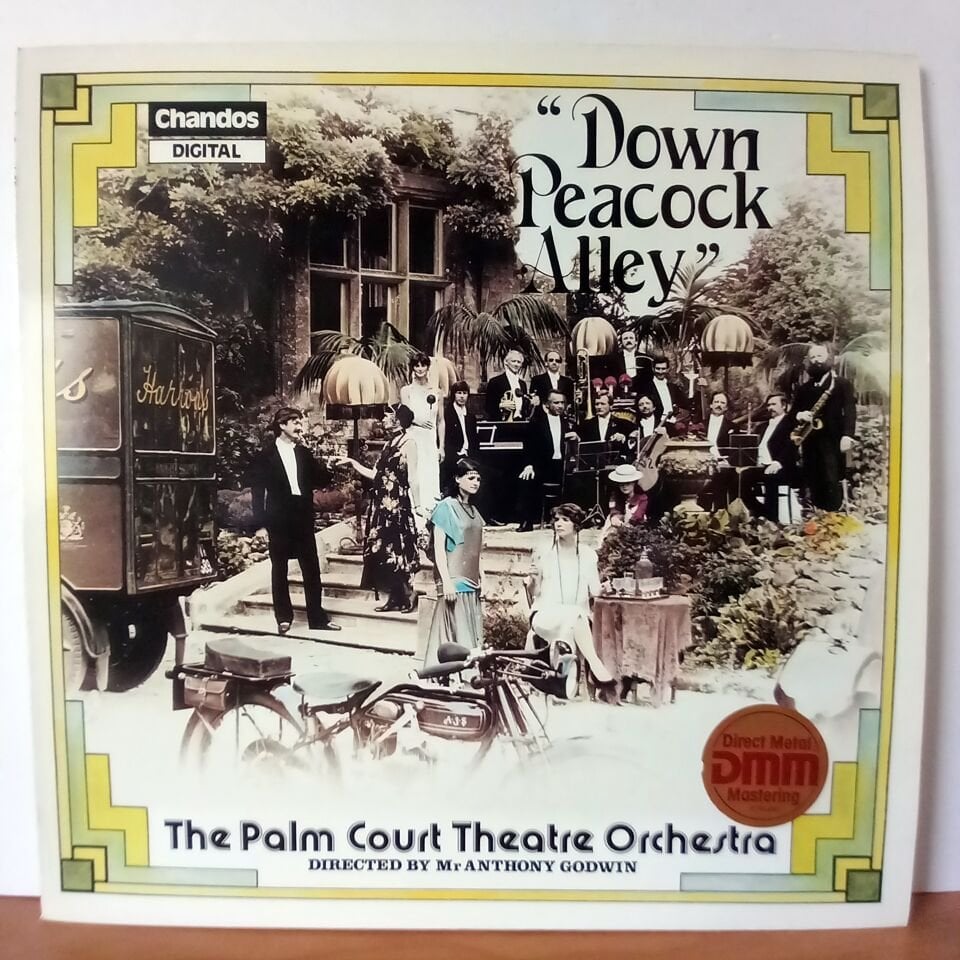 Chandos
DIGITAL
“Down
Peacock
Alley”
s
Harrods
AJS
Direct Metal
DMM
Mastering
The Palm Court Theatre Orchestra
DIRECTED BY Mr ANTHONY GODWIN